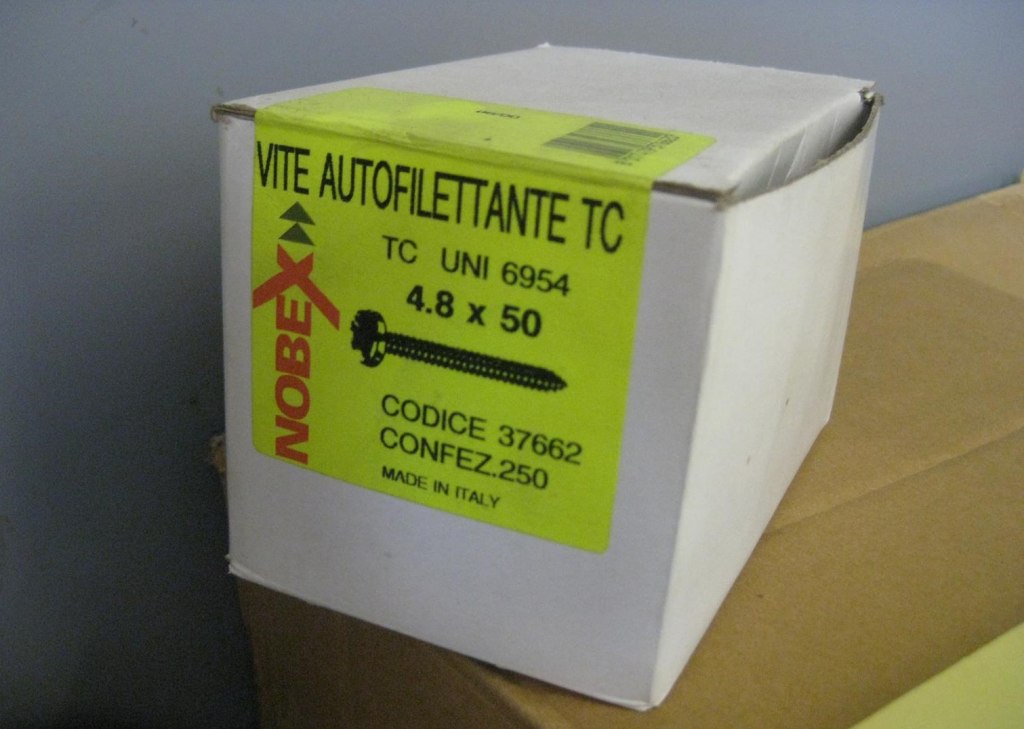 VITE AUTOFILETTANTE TC
TC UNI 6954
4.8 x 50
NOBEX
CODICE 37662
CONFEZ.250
MADE IN ITALY